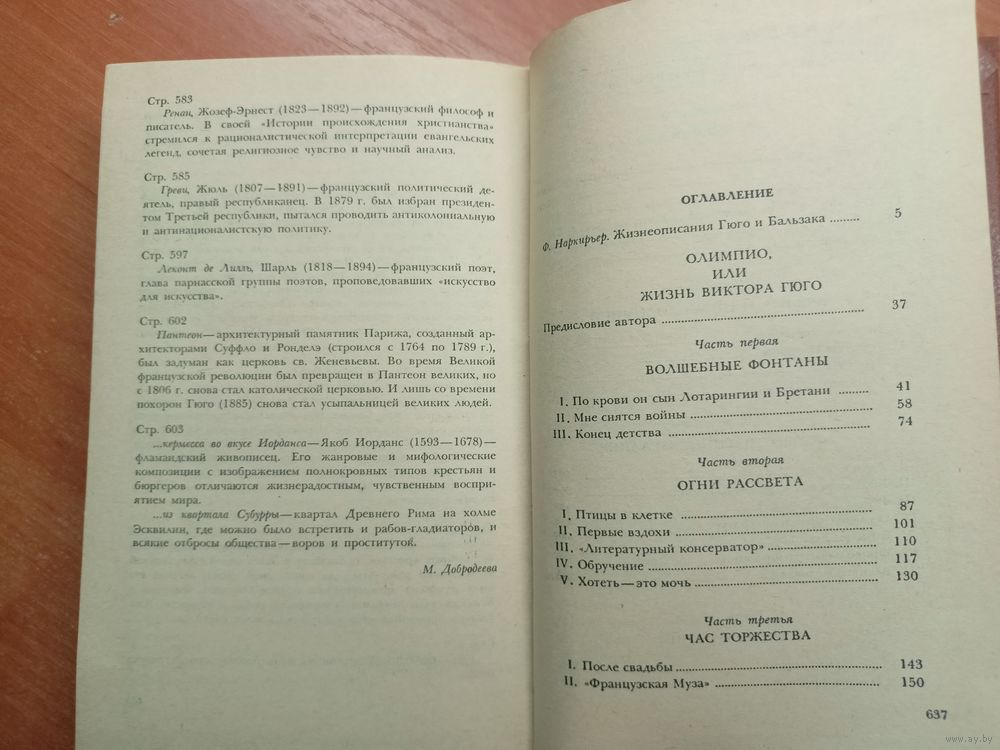 Стр. 583
Ренан, Жозеф-Эрнест (1823—1892)—французский философ и
писатель. В своей «Истории происхождения христианства»
стремился к рационалистической интерпретации евангельских
легенд, сочетая религиозное чувство и научный анализ.
Стр. 585
Греви, Жюль (1807—1891)—французский политический де-
ятель, правый республиканец. В 1879 г. был избран президен-
том Третьей республики, пытался проводить антиколониальную
и антинационалистскую политику.
Стр. 597
Леконт де Лилль, Шарль (1818—1894)—французский поэт,
глава парнасской группы поэтов, проповедовавших «искусство
для искусства».
Стр. 602
Пантеон—архитектурный памятник Парижа, созданный ар-
хитекторами Суффло и Ронделэ (строился с 1764 по 1789 г.),
был задуман как церковь св. Женевьевы. Во время Великой
французской революции был превращен в Пантеон великих, но
с 1806 г. снова стал католической церковью. И лишь со времени
похорон Гюго (1885) снова стал усыпальницей великих людей.
Стр. 603
...кермесса во вкусе Иорданса—Якоб Иорданс (1593—1678)—
фламандский живописец. Его жанровые и мифологические
композиции с изображением полнокровных типов крестьян и
бюргеров отличаются жизнерадостным, чувственным восприя-
тием мира.
...из квартала Субурры—квартал Древнего Рима на холме
Эсквилин, где можно было встретить и рабов-гладиаторов, и
всякие отбросы общества—воров и проституток.
М. Добродеева
ОГЛАВЛЕНИЕ
Ф. Наркирьер. Жизнеописания Гюго и Бальзака ......... 5
ОЛИМПИО,
ИЛИ
ЖИЗНЬ ВИКТОРА ГЮГО
Предисловие автора ............ 37
Часть первая
ВОЛШЕБНЫЕ ФОНТАНЫ
I. По крови он сын Лотарингии и Бретани ............ 41
II. Мне снятся войны ............ 58
III. Конец детства ............ 74
Часть вторая
ОГНИ РАССВЕТА
I. Птицы в клетке ............ 87
II. Первые вздохи ............ 101
III. «Литературный консерватор» ............ 110
IV. Обручение ............ 117
V. Хотеть—это мочь ............ 130
Часть третья
ЧАС ТОРЖЕСТВА
I. После свадьбы ............ 143
II. «Французская Муза» ............ 150
637
www.ay.by